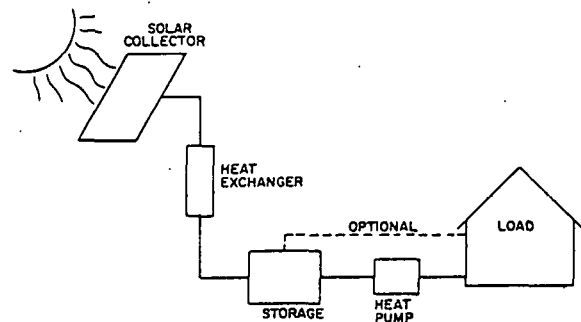 SOLAR
COLLECTOR
HEAT
EXCHANGER
OPTIONAL
LOAD
STORAGE
HEAT
PUMP